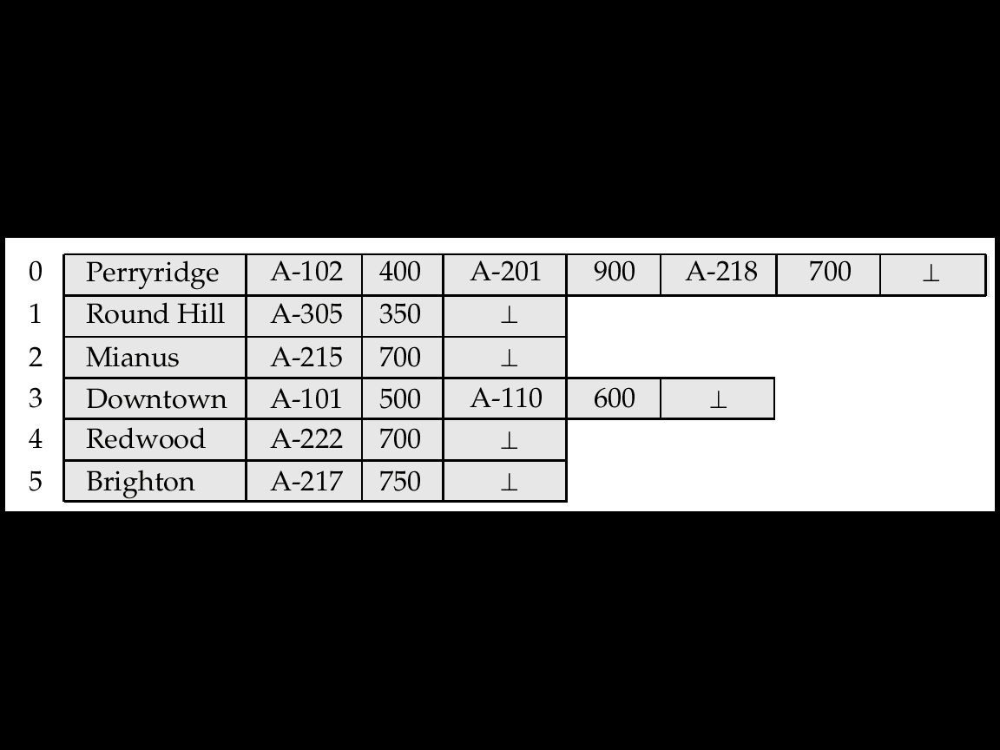 0 Perryridge A-102 400 A-201 900 A-218 700 ⊥
1 Round Hill A-305 350 ⊥
2 Mianus A-215 700 ⊥
3 Downtown A-101 500 A-110 600 ⊥
4 Redwood A-222 700 ⊥
5 Brighton A-217 750 ⊥